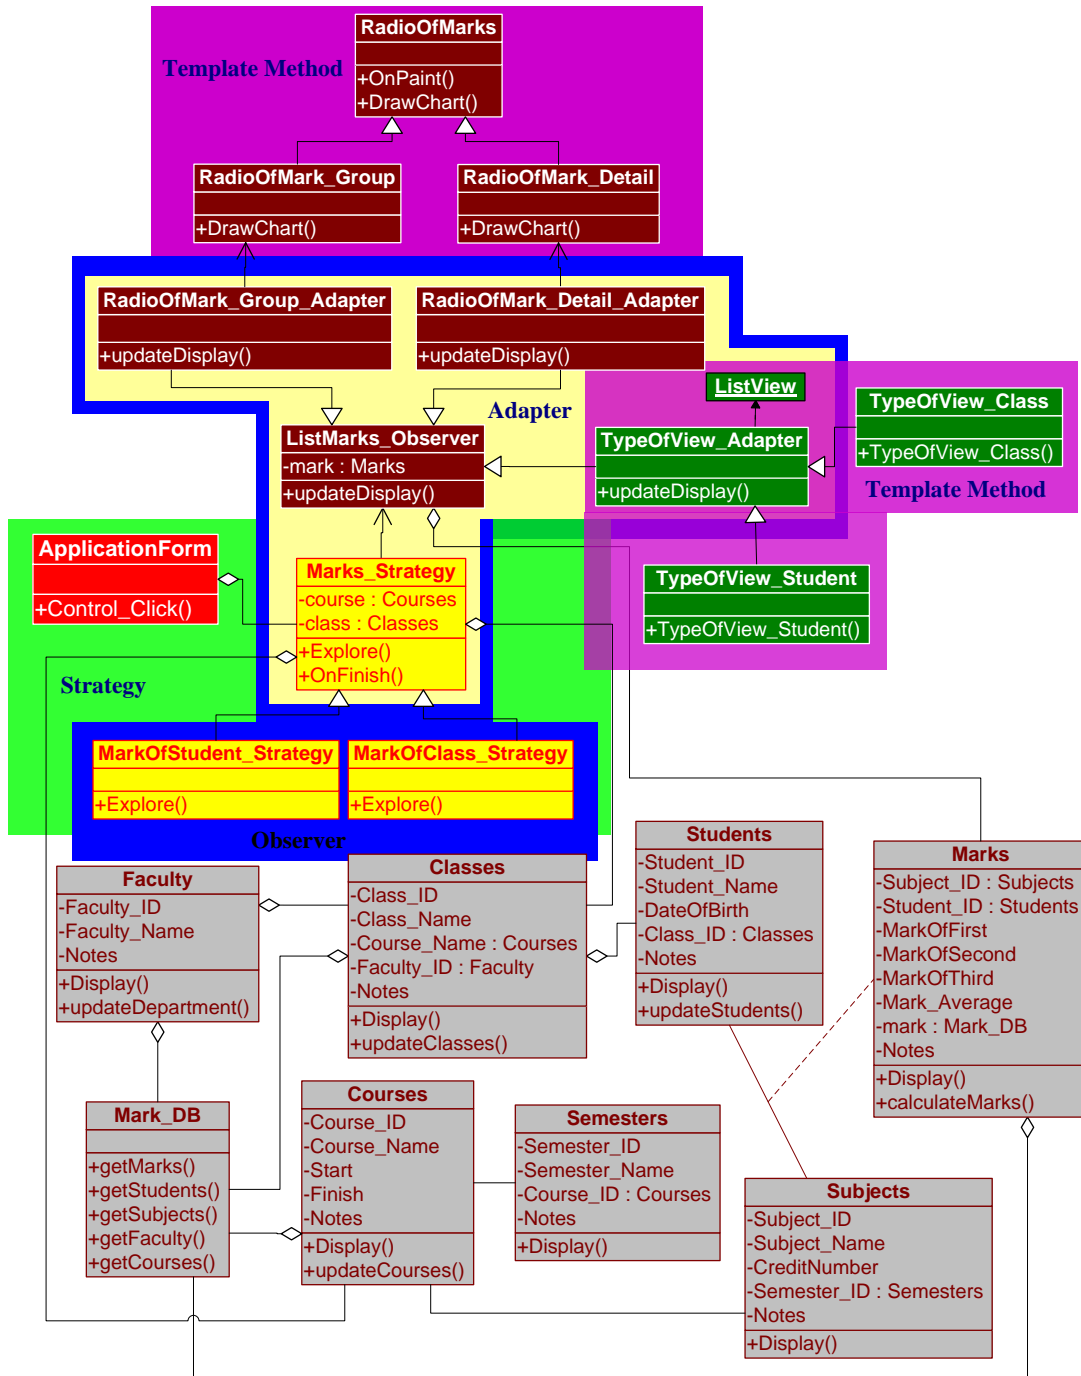 RadioOfMarks
+OnPaint()
+DrawChart()
Template Method
RadioOfMark_Group
+DrawChart()
RadioOfMark_Detail
+DrawChart()
RadioOfMark_Group_Adapter
+updateDisplay()
RadioOfMark_Detail_Adapter
+updateDisplay()
Adapter
ListView
TypeOfView_Class
+TypeOfView_Class()
Template Method
ListMarks_Observer
-mark : Marks
+updateDisplay()
TypeOfView_Adapter
+updateDisplay()
TypeOfView_Student
+TypeOfView_Student()
ApplicationForm
+Control_Click()
Marks_Strategy
-course : Courses
-class : Classes
+Explore()
+OnFinish()
Strategy
MarkOfStudent_Strategy
+Explore()
MarkOfClass_Strategy
+Explore()
Observer
Faculty
-Faculty_ID
-Faculty_Name
-Notes
+Display()
+updateDepartment()
Classes
-Class_ID
-Class_Name
-Course_Name : Courses
-Faculty_ID : Faculty
-Notes
+Display()
+updateClasses()
Students
-Student_ID
-Student_Name
-DateOfBirth
-Class_ID : Classes
-Notes
+Display()
+updateStudents()
Marks
-Subject_ID : Subjects
-Student_ID : Students
-MarkOfFirst
-MarkOfSecond
-MarkOfThird
-Mark_Average
-mark : Mark_DB
-Notes
+Display()
+calculateMarks()
Mark_DB
+getMarks()
+getStudents()
+getSubjects()
+getFaculty()
+getCourses()
Courses
-Course_ID
-Course_Name
-Start
-Finish
-Notes
+Display()
+updateCourses()
Semesters
-Semester_ID
-Semester_Name
-Course_ID : Courses
-Notes
+Display()
Subjects
-Subject_ID
-Subject_Name
-CreditNumber
-Semester_ID : Semesters
-Notes
+Display()